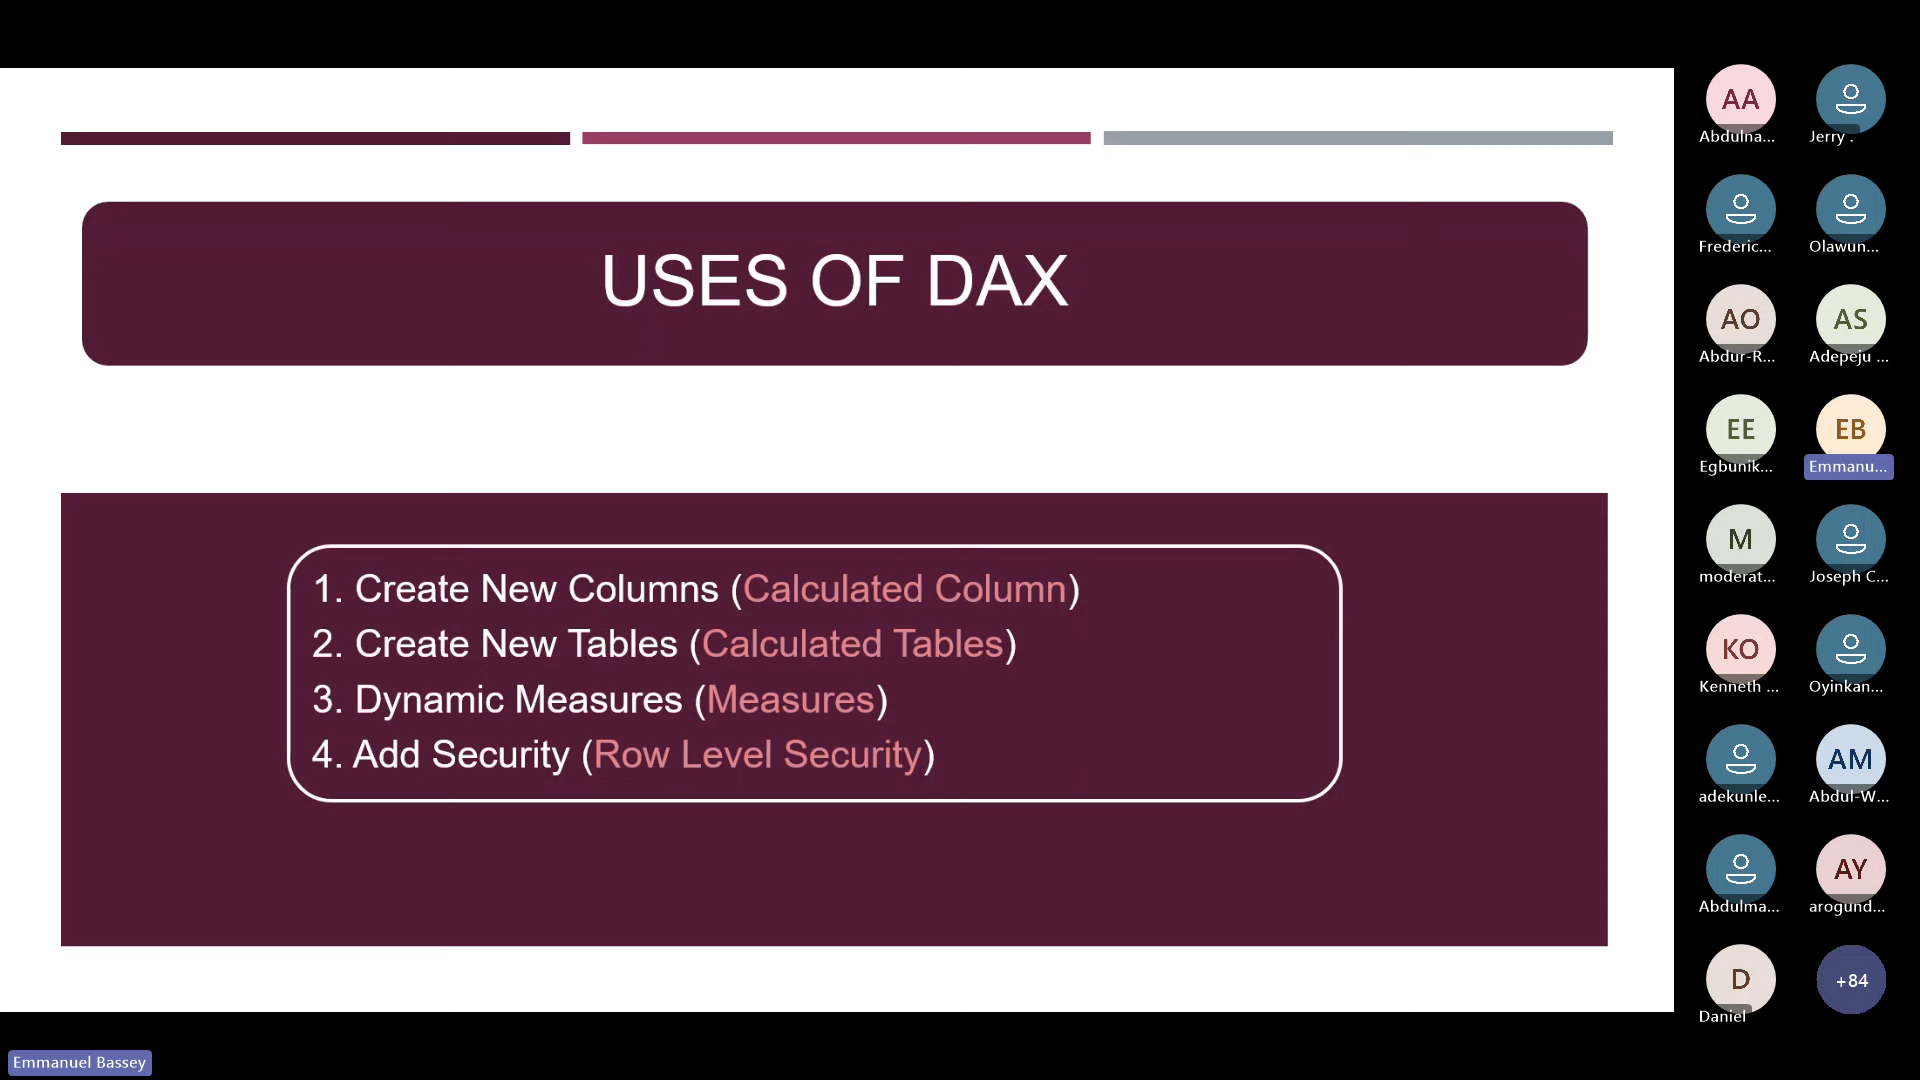 USES OF DAX
1. Create New Columns (Calculated Column)
2. Create New Tables (Calculated Tables)
3. Dynamic Measures (Measures)
4. Add Security (Row Level Security)
AA
Abdulna...
Jerry .
Frederic...
Olawun...
AO
Abdur-R...
AS
Adepeju ...
EE
Egbunik...
EB
Emmanu...
M
moderat...
Joseph C...
KO
Kenneth ...
Oyinkan...
adekunle...
AM
Abdul-W...
Abdulma...
AY
arogund...
D
Daniel
+84
Emmanuel Bassey